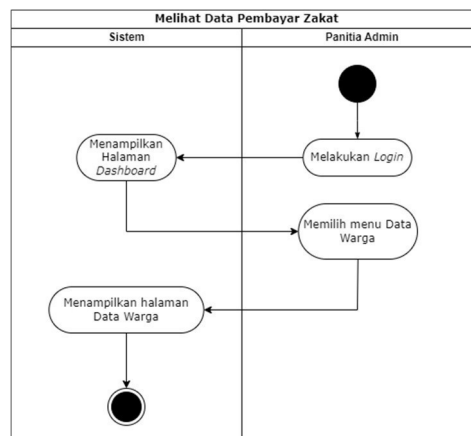 Melihat Data Pembayar Zakat
Sistem
Panitia Admin
Melakukan Login
Menampilkan
Halaman
Dashboard
Memilih menu Data
Warga
Menampilkan halaman
Data Warga